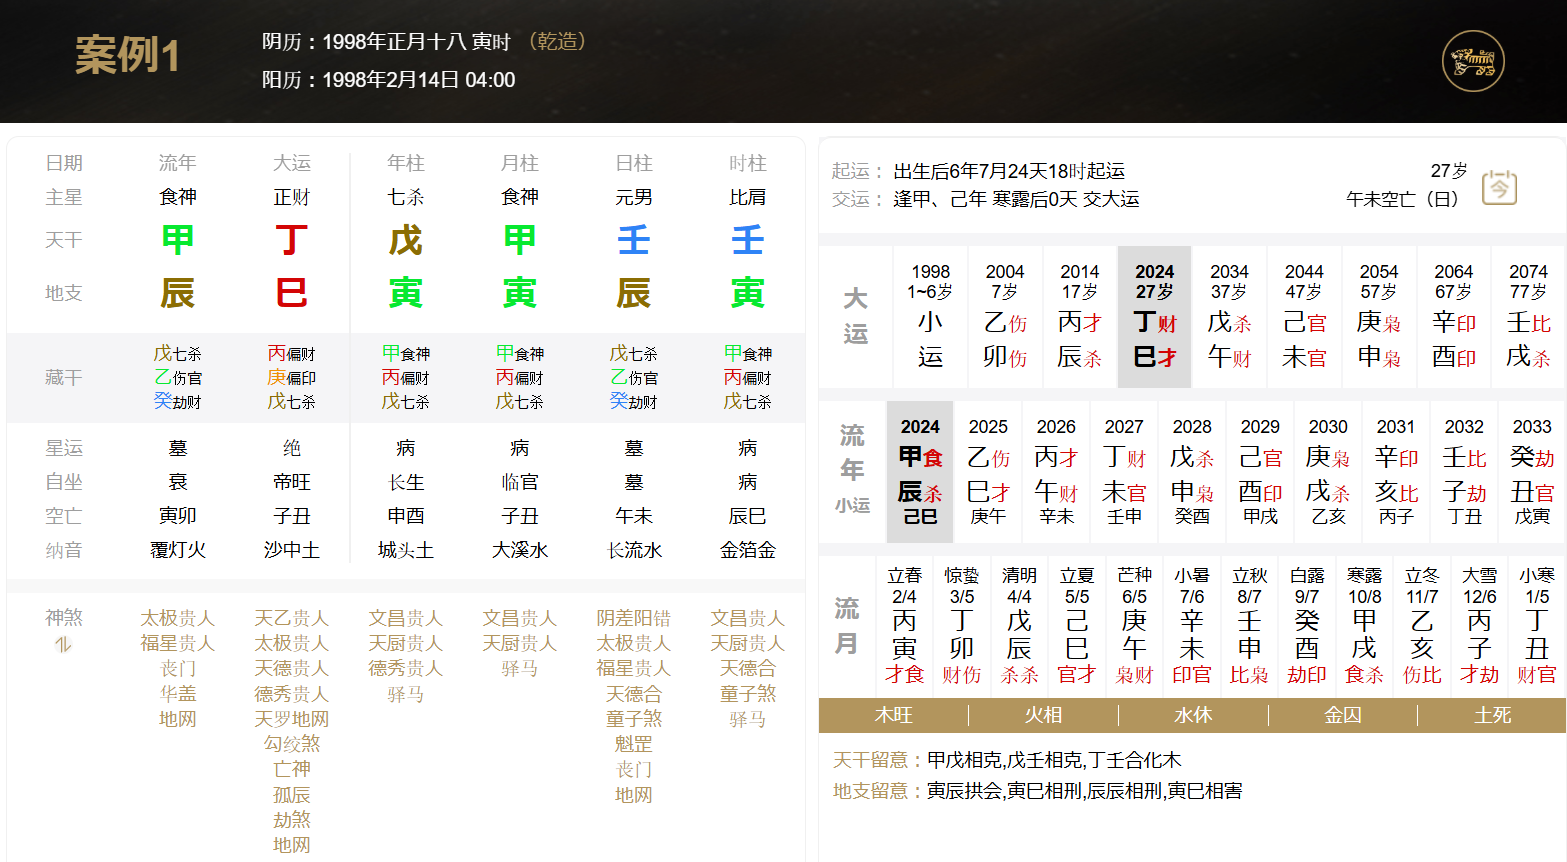 案例1
阴历：1998年正月十八 寅时 （乾造）
阳历：1998年2月14日 04:00
日期 流年 大运 年柱 月柱 日柱 时柱
主星 食神 正财 七杀 食神 元男 比肩
天干 甲 丁 戊 甲 壬 壬
地支 辰 巳 寅 寅 辰 寅
藏干
戊七杀 丙偏财 甲食神 甲食神 戊七杀 甲食神
乙伤官 庚偏印 丙偏财 丙偏财 乙伤官 丙偏财
癸劫财 戊七杀 戊七杀 戊七杀 癸劫财 戊七杀
星运 墓 绝 病 病 墓 病
自坐 衰 帝旺 长生 临官 墓 病
空亡 寅卯 子丑 申酉 子丑 午未 辰巳
纳音 覆灯火 沙中土 城头土 大溪水 长流水 金箔金
神煞 太极贵人 天乙贵人 文昌贵人 文昌贵人 阴差阳错 文昌贵人
福星贵人 太极贵人 天厨贵人 天厨贵人 太极贵人 天厨贵人
丧门 天德贵人 德秀贵人 驿马 福星贵人 天德合
华盖 德秀贵人 驿马 天德合 童子煞
地网 天罗地网 童子煞 驿马
勾绞煞 魁罡
亡神 丧门
孤辰 地网
劫煞
地网
起运： 出生后6年7月24天18时起运 27岁
交运： 逢甲、己年 寒露后0天 交大运 午未空亡（日） 今
大运
1998 2004 2014 2024 2034 2044 2054 2064 2074
1~6岁 7岁 17岁 27岁 37岁 47岁 57岁 67岁 77岁
小 乙伤 丙才 丁财 戊杀 己官 庚枭 辛印 壬比
运 卯伤 辰杀 巳才 午财 未官 申枭 酉印 戌杀
流年
小运
2024 2025 2026 2027 2028 2029 2030 2031 2032 2033
甲食 乙伤 丙才 丁财 戊杀 己官 庚枭 辛印 壬比 癸劫
辰杀 巳才 午财 未官 申枭 酉印 戌杀 亥比 子劫 丑官
己巳 庚午 辛未 壬申 癸酉 甲戌 乙亥 丙子 丁丑 戊寅
流月
立春 惊蛰 清明 立夏 芒种 小暑 立秋 白露 寒露 立冬 大雪 小寒
2/4 3/5 4/4 5/5 6/5 7/6 8/7 9/7 10/8 11/7 12/6 1/5
丙 丁 戊 己 庚 辛 壬 癸 甲 乙 丙 丁
寅 卯 辰 巳 午 未 申 酉 戌 亥 子 丑
才食 财伤 杀杀 官才 枭财 印官 比枭 劫印 食杀 伤比 才劫 财官
木旺 火相 水休 金囚 土死
天干留意：甲戊相克,戊壬相克,丁壬合化木
地支留意：寅辰拱会,寅巳相刑,辰辰相刑,寅巳相害